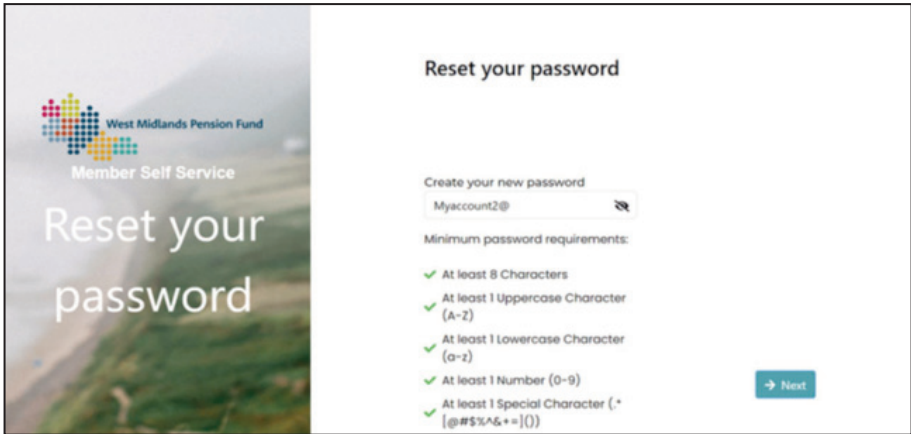 West Midlands Pension Fund
Member Self Service
Reset your
password
Reset your password
Create your new password
Myaccount2@
Minimum password requirements:
At least 8 Characters
At least 1 Uppercase Character
(A-Z)
At least 1 Lowercase Character
(a-z)
At least 1 Number (0-9)
At least 1 Special Character (.*
[@#$%^&+=]())
Next